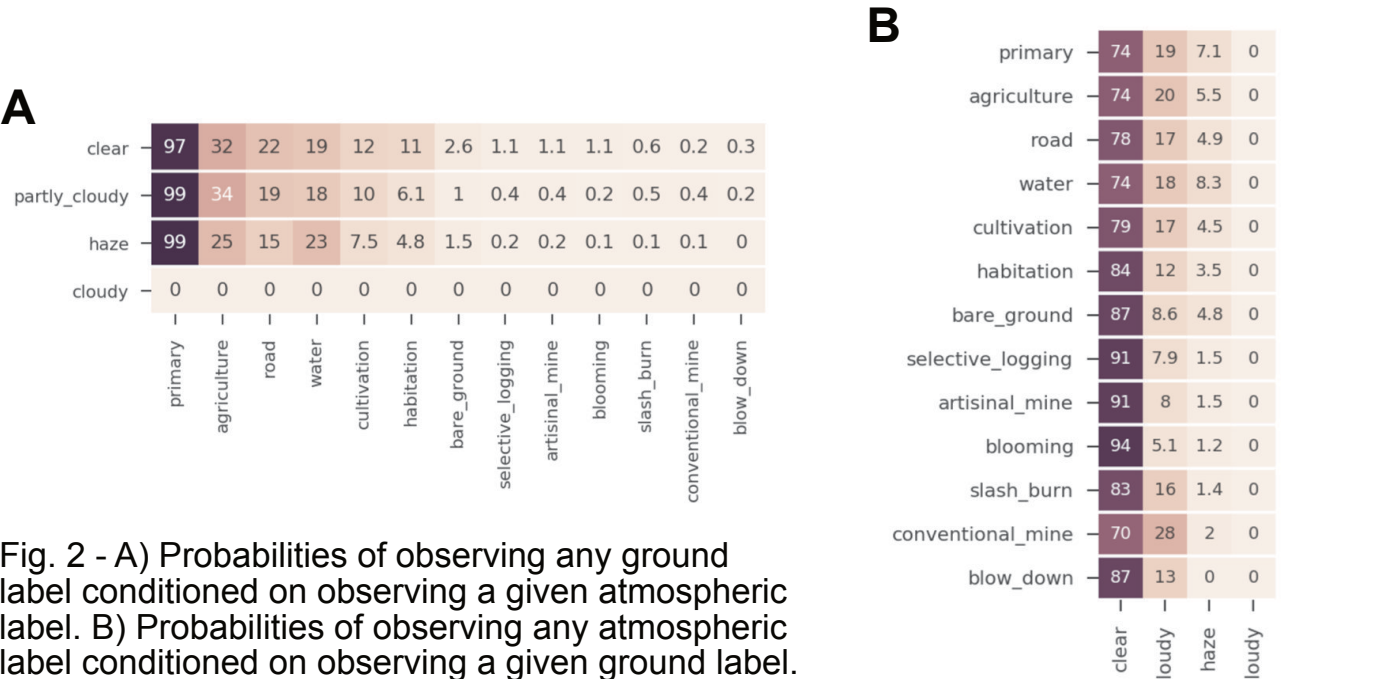 A
clear 97 32 22 19 12 11 2.6 1.1 1.1 1.1 0.6 0.2 0.3
partly_cloudy 99 34 19 18 10 6.1 1 0.4 0.4 0.2 0.5 0.4 0.2
haze 99 25 15 23 7.5 4.8 1.5 0.2 0.2 0.1 0.1 0.1 0
cloudy 0 0 0 0 0 0 0 0 0 0 0 0 0
primary
agriculture
road
water
cultivation
habitation
bare_ground
selective_logging
artisinal_mine
blooming
slash_burn
conventional_mine
blow_down
Fig. 2 - A) Probabilities of observing any ground
label conditioned on observing a given atmospheric
label. B) Probabilities of observing any atmospheric
label conditioned on observing a given ground label.
B
primary 74 19 7.1 0
agriculture 74 20 5.5 0
road 78 17 4.9 0
water 74 18 8.3 0
cultivation 79 17 4.5 0
habitation 84 12 3.5 0
bare_ground 87 8.6 4.8 0
selective_logging 91 7.9 1.5 0
artisinal_mine 91 8 1.5 0
blooming 94 5.1 1.2 0
slash_burn 83 16 1.4 0
conventional_mine 70 28 2 0
blow_down 87 13 0 0
clear
loudy
haze
loudy